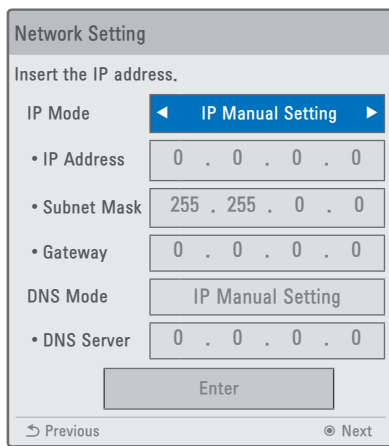 Network Setting
Insert the IP address.
IP Mode ◄ IP Manual Setting ►
• IP Address 0 . 0 . 0 . 0
• Subnet Mask 255 . 255 . 0 . 0
• Gateway 0 . 0 . 0 . 0
DNS Mode IP Manual Setting
• DNS Server 0 . 0 . 0 . 0
Enter
Previous ◉ Next